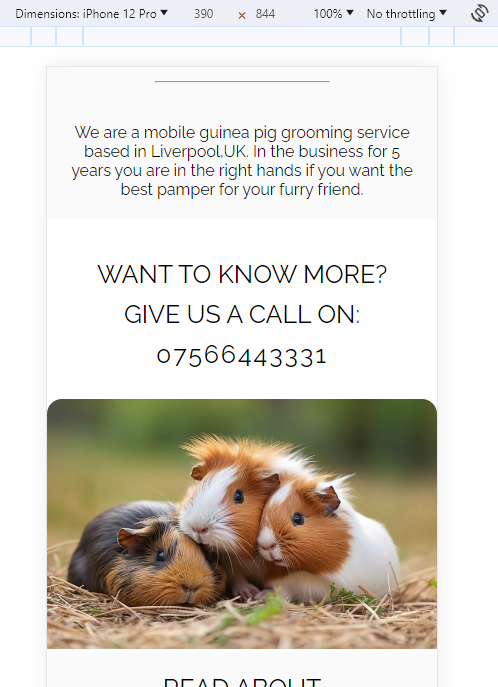 Dimensions: iPhone 12 Pro 390 × 844 100% No throttling
We are a mobile guinea pig grooming service
based in Liverpool,UK. In the business for 5
years you are in the right hands if you want the
best pamper for your furry friend.
WANT TO KNOW MORE?
GIVE US A CALL ON:
07566443331
READ ABOUT